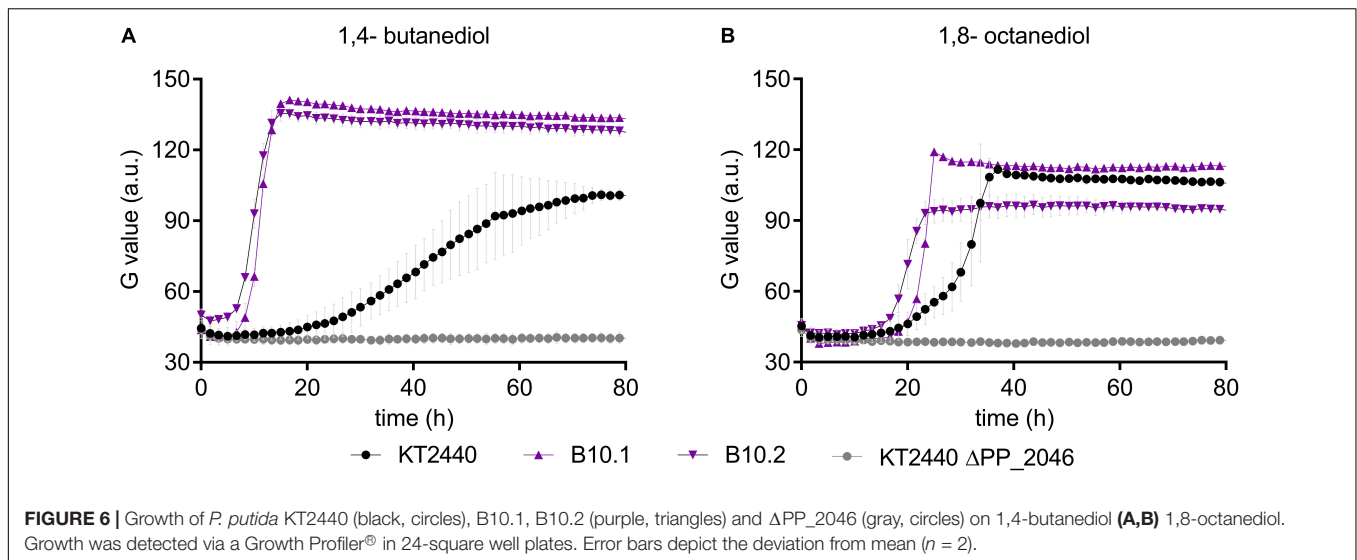 A
1,4- butanediol
150
120
90
60
30
G value (a.u.)
0
20
40
60
80
time (h)
B
1,8- octanediol
150
120
90
60
30
G value (a.u.)
0
20
40
60
80
time (h)
KT2440
B10.1
B10.2
KT2440 ΔPP_2046
FIGURE 6 | Growth of P. putida KT2440 (black, circles), B10.1, B10.2 (purple, triangles) and ΔPP_2046 (gray, circles) on 1,4-butanediol (A,B) 1,8-octanediol.
Growth was detected via a Growth Profiler® in 24-square well plates. Error bars depict the deviation from mean (n = 2).